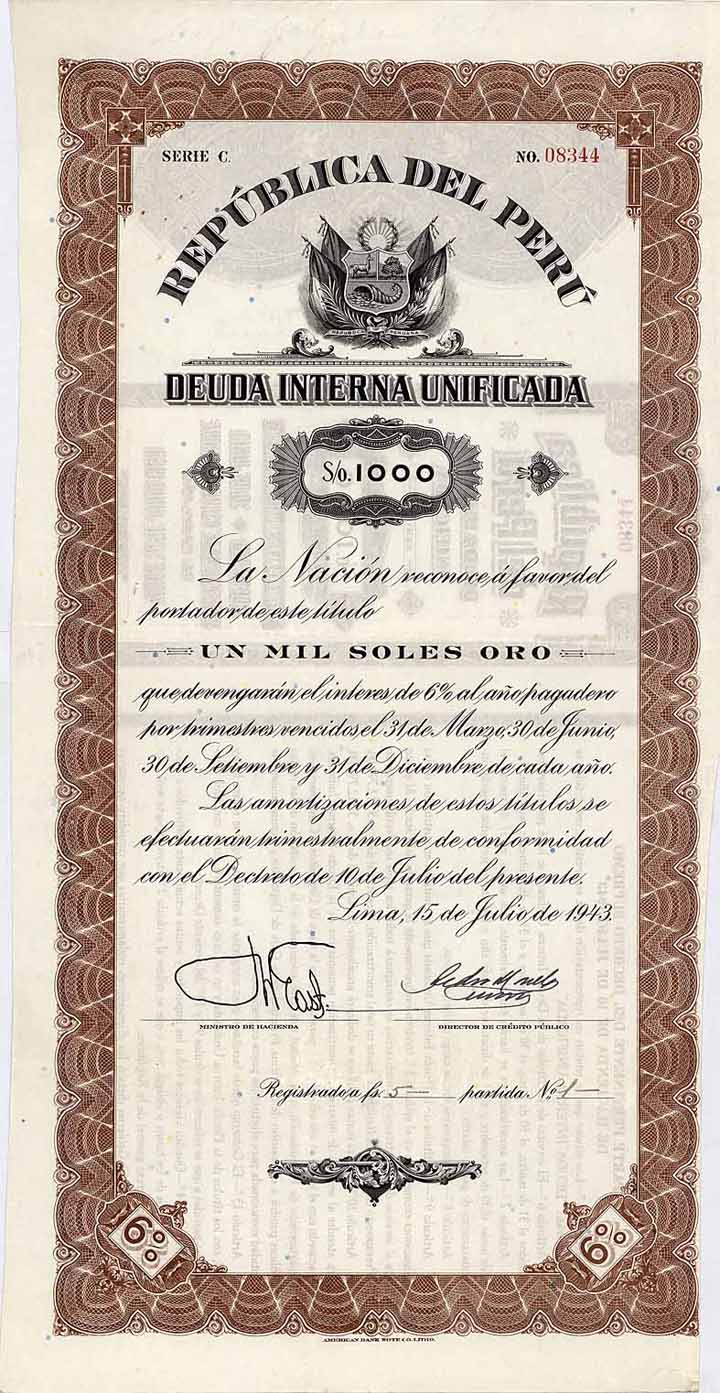 SERIE C.
NO. 08344
REPÚBLICA DEL PERÚ
REPUBLICA PERUANA
DEUDA INTERNA UNIFICADA
S/o. 1000
La Nación reconoce, á favor del
portador de este título
UN MIL SOLES ORO
que devengarán el interes de 6% al año pagadero
por trimestres vencidos el 31 de Marzo, 30 de Junio,
30 de Setiembre y 31 de Diciembre de cada año.
Las amortizaciones de estos títulos se
efectuarán trimestralmente de conformidad
con el Decreto de 10 de Julio del presente.
Lima, 15 de Julio de 1943.
MINISTRO DE HACIENDA
DIRECTOR DE CRÉDITO PÚBLICO
Registrado a fs. 5 — partida No. 1 —
6%
6%
AMERICAN BANK NOTE CO. LITHO.